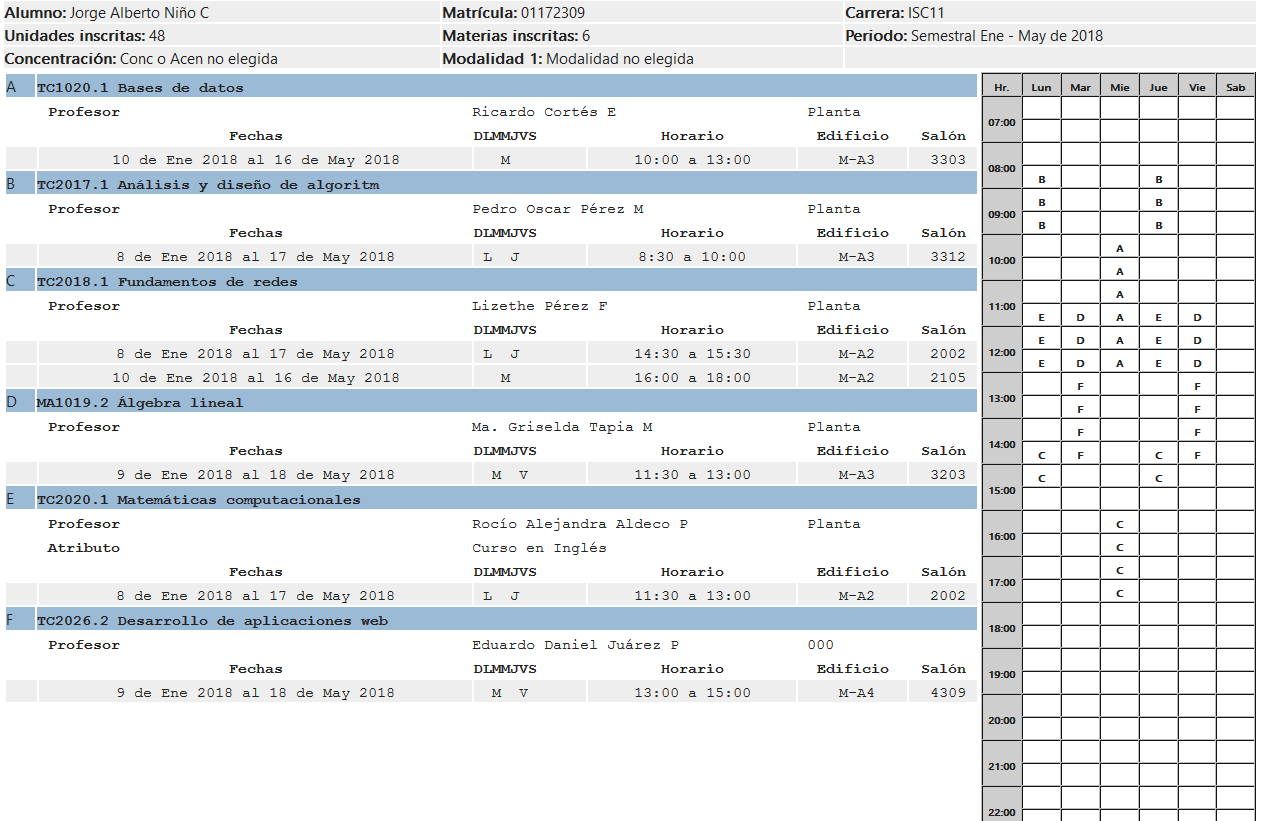 Alumno: Jorge Alberto Niño C Matrícula: 01172309 Carrera: ISC11
Unidades inscritas: 48 Materias inscritas: 6 Periodo: Semestral Ene - May de 2018
Concentración: Conc o Acen no elegida Modalidad 1: Modalidad no elegida
A TC1020.1 Bases de datos
Profesor Ricardo Cortés E Planta
Fechas DLMMJVS Horario Edificio Salón
10 de Ene 2018 al 16 de May 2018 M 10:00 a 13:00 M-A3 3303
B TC2017.1 Análisis y diseño de algoritm
Profesor Pedro Oscar Pérez M Planta
Fechas DLMMJVS Horario Edificio Salón
8 de Ene 2018 al 17 de May 2018 L J 8:30 a 10:00 M-A3 3312
C TC2018.1 Fundamentos de redes
Profesor Lizethe Pérez F Planta
Fechas DLMMJVS Horario Edificio Salón
8 de Ene 2018 al 17 de May 2018 L J 14:30 a 15:30 M-A2 2002
10 de Ene 2018 al 16 de May 2018 M 16:00 a 18:00 M-A2 2105
D MA1019.2 Álgebra lineal
Profesor Ma. Griselda Tapia M Planta
Fechas DLMMJVS Horario Edificio Salón
9 de Ene 2018 al 18 de May 2018 M V 11:30 a 13:00 M-A3 3203
E TC2020.1 Matemáticas computacionales
Profesor Rocío Alejandra Aldeco P Planta
Atributo Curso en Inglés
Fechas DLMMJVS Horario Edificio Salón
8 de Ene 2018 al 17 de May 2018 L J 11:30 a 13:00 M-A2 2002
F TC2026.2 Desarrollo de aplicaciones web
Profesor Eduardo Daniel Juárez P 000
Fechas DLMMJVS Horario Edificio Salón
9 de Ene 2018 al 18 de May 2018 M V 13:00 a 15:00 M-A4 4309
Hr. Lun Mar Mie Jue Vie Sab
07:00
08:00
B B
B B
09:00
B B
A
10:00
A
A
11:00
E D A E D
E D A E D
12:00
E D A E D
F F
13:00
F F
F F
14:00
C F C F
C C
15:00
C
16:00
C
C
17:00
C
18:00
19:00
20:00
21:00
22:00